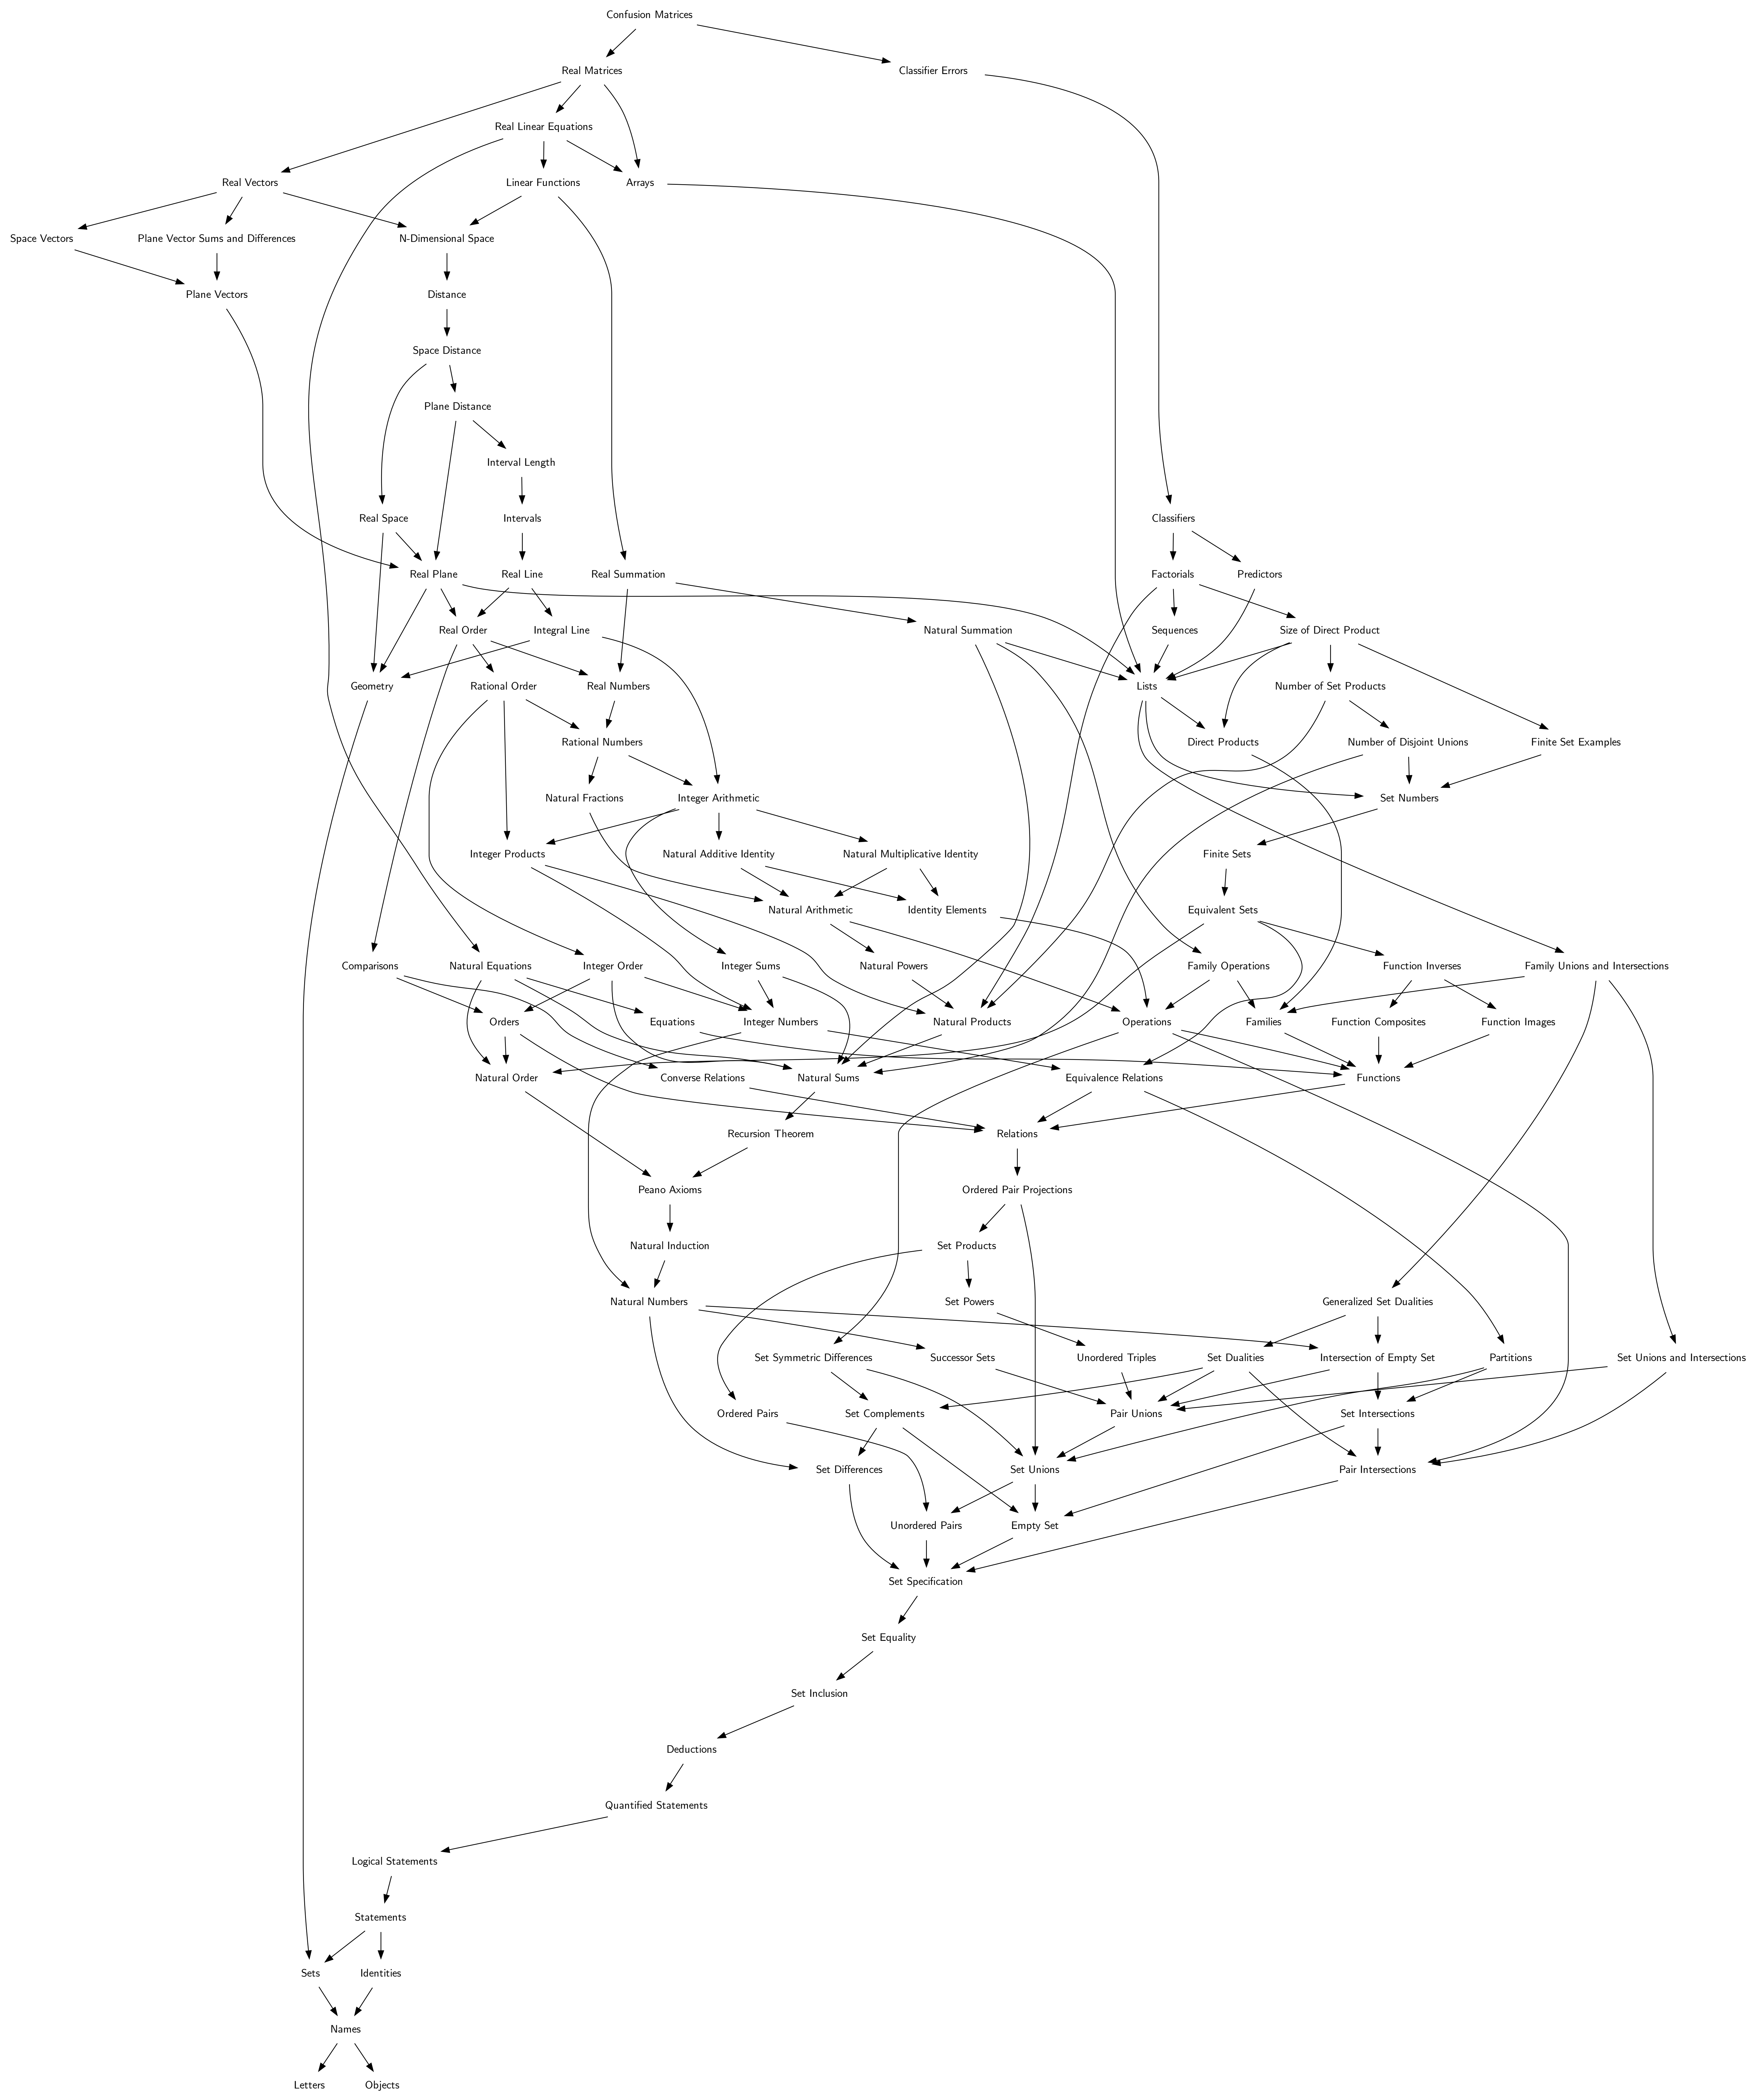 Confusion Matrices
Real Matrices
Classifier Errors
Real Linear Equations
Real Vectors
Linear Functions
Arrays
Space Vectors
Plane Vector Sums and Differences
N-Dimensional Space
Plane Vectors
Distance
Space Distance
Plane Distance
Interval Length
Real Space
Intervals
Classifiers
Real Plane
Real Line
Real Summation
Factorials
Predictors
Real Order
Integral Line
Natural Summation
Sequences
Size of Direct Product
Geometry
Rational Order
Real Numbers
Lists
Number of Set Products
Rational Numbers
Direct Products
Number of Disjoint Unions
Finite Set Examples
Natural Fractions
Integer Arithmetic
Set Numbers
Integer Products
Natural Additive Identity
Natural Multiplicative Identity
Finite Sets
Natural Arithmetic
Identity Elements
Equivalent Sets
Comparisons
Natural Equations
Integer Order
Integer Sums
Natural Powers
Family Operations
Function Inverses
Family Unions and Intersections
Orders
Equations
Integer Numbers
Natural Products
Operations
Families
Function Composites
Function Images
Natural Order
Converse Relations
Natural Sums
Equivalence Relations
Functions
Recursion Theorem
Relations
Peano Axioms
Ordered Pair Projections
Natural Induction
Set Products
Natural Numbers
Set Powers
Generalized Set Dualities
Set Symmetric Differences
Successor Sets
Unordered Triples
Set Dualities
Intersection of Empty Set
Partitions
Set Unions and Intersections
Ordered Pairs
Set Complements
Pair Unions
Set Intersections
Set Differences
Set Unions
Pair Intersections
Unordered Pairs
Empty Set
Set Specification
Set Equality
Set Inclusion
Deductions
Quantified Statements
Logical Statements
Statements
Sets
Identities
Names
Letters
Objects